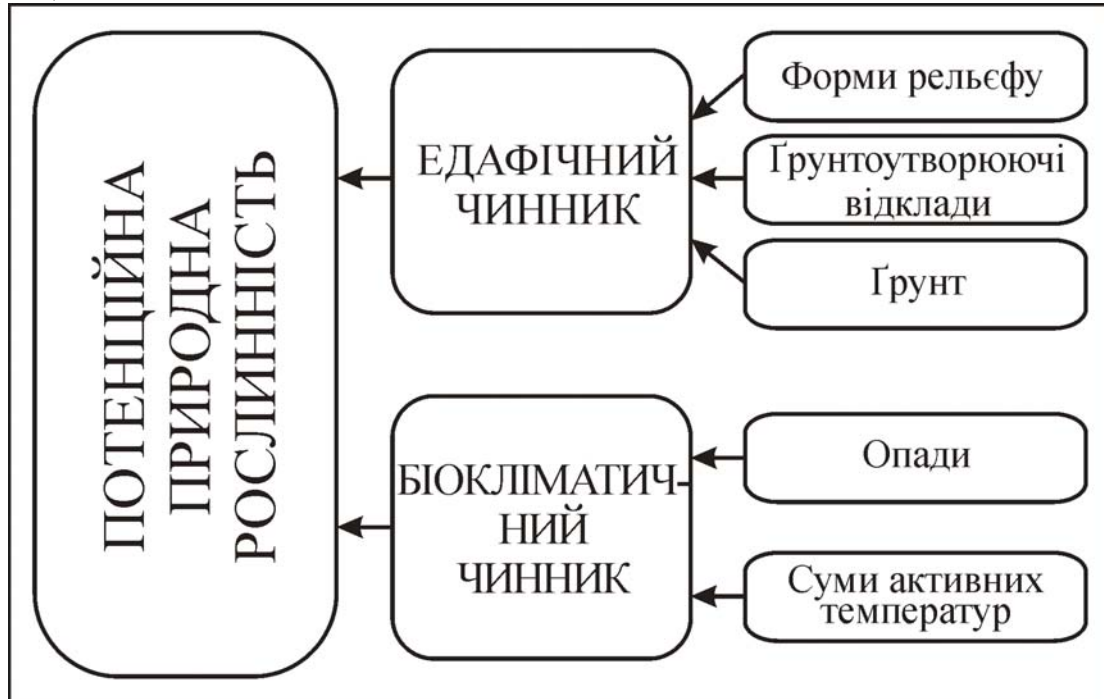 ПОТЕНЦІЙНА
ПРИРОДНА
РОСЛИННІСТЬ
ЕДАФІЧНИЙ
ЧИННИК
Форми рельєфу
Ґрунтоутворюючі
відклади
Ґрунт
БІОКЛІМАТИЧ-
НИЙ
ЧИННИК
Опади
Суми активних
температур